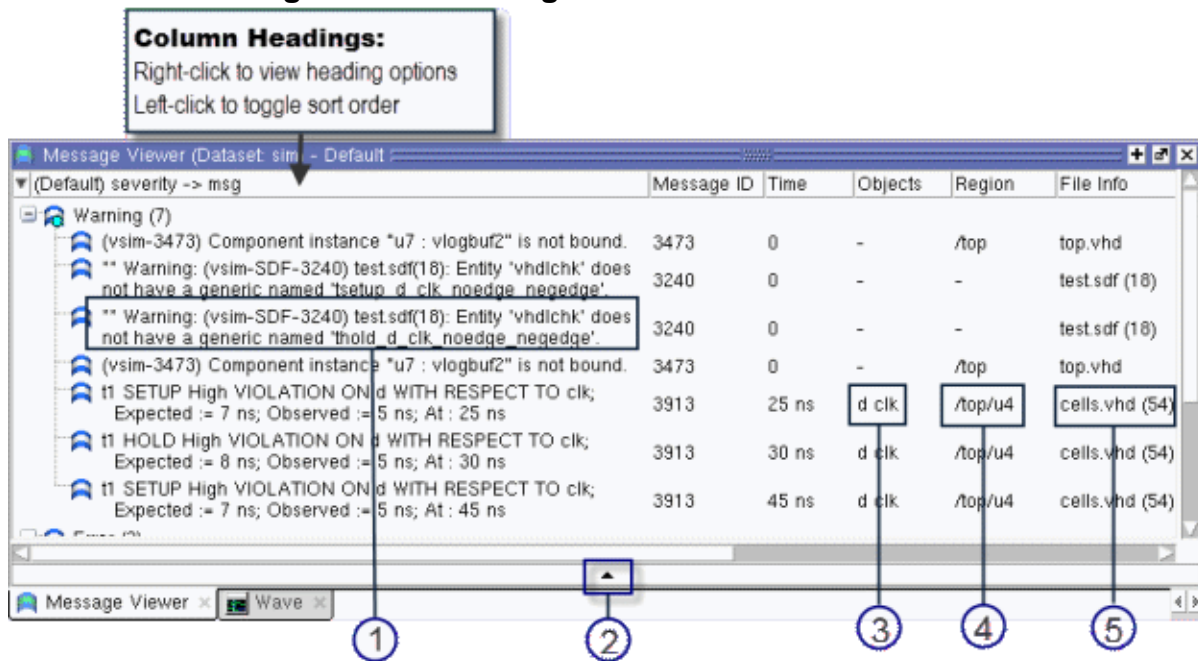 Column Headings:
Right-click to view heading options
Left-click to toggle sort order
Message Viewer (Dataset: sim) - Default
(Default) severity -> msg Message ID Time Objects Region File Info
Warning (7)
(vsim-3473) Component instance "u7 : vlogbuf2" is not bound. 3473 0 - /top top.vhd
** Warning: (vsim-SDF-3240) test.sdf(18): Entity 'vhdlchk' does
not have a generic named 'tsetup_d_clk_noedge_negedge'. 3240 0 - - test.sdf (18)
** Warning: (vsim-SDF-3240) test.sdf(18): Entity 'vhdlchk' does
not have a generic named 'thold_d_clk_noedge_negedge'. 3240 0 - - test.sdf (18)
(vsim-3473) Component instance "u7 : vlogbuf2" is not bound. 3473 0 - /top top.vhd
t1 SETUP High VIOLATION ON d WITH RESPECT TO clk;
Expected := 7 ns; Observed := 5 ns; At : 25 ns 3913 25 ns d clk /top/u4 cells.vhd (54)
t1 HOLD High VIOLATION ON d WITH RESPECT TO clk;
Expected := 8 ns; Observed := 5 ns; At : 30 ns 3913 30 ns d clk /top/u4 cells.vhd (54)
t1 SETUP High VIOLATION ON d WITH RESPECT TO clk;
Expected := 7 ns; Observed := 5 ns; At : 45 ns 3913 45 ns d clk /top/u4 cells.vhd (54)
Message Viewer Wave
1 2 3 4 5